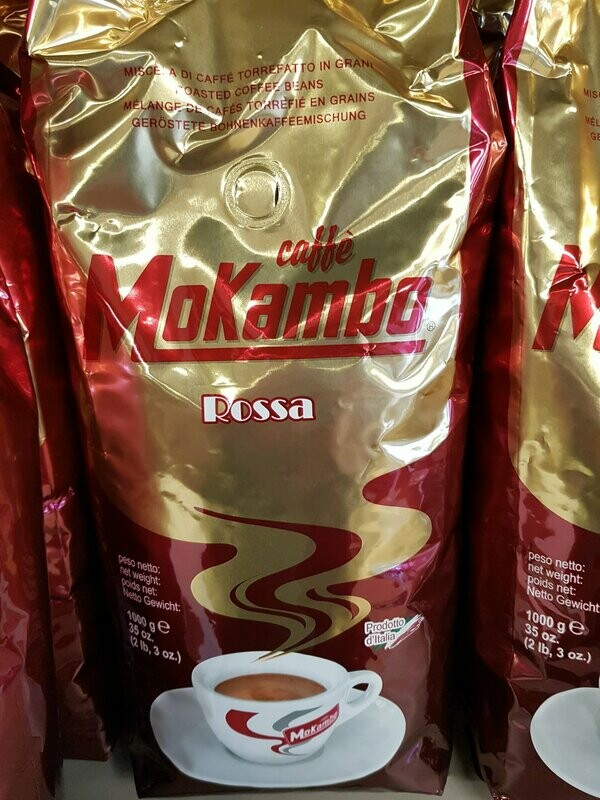 MISCELA DI CAFFÈ TORREFATTO IN GRANI
ROASTED COFFEE BEANS
MÉLANGE DE CAFÉS TORRÉFIÉ EN GRAINS
GERÖSTETE BOHNENKAFFEEMISCHUNG
caffè
MoKambo®
Rossa
peso netto:
net weight:
poids net:
Netto Gewicht:
1000 g ℮
35 oz.
(2 lb, 3 oz.)
Prodotto
d'Italia
MoKambo
peso netto:
net weight:
poids net:
Netto Gewicht:
1000 g ℮
35 oz.
(2 lb, 3 oz.)